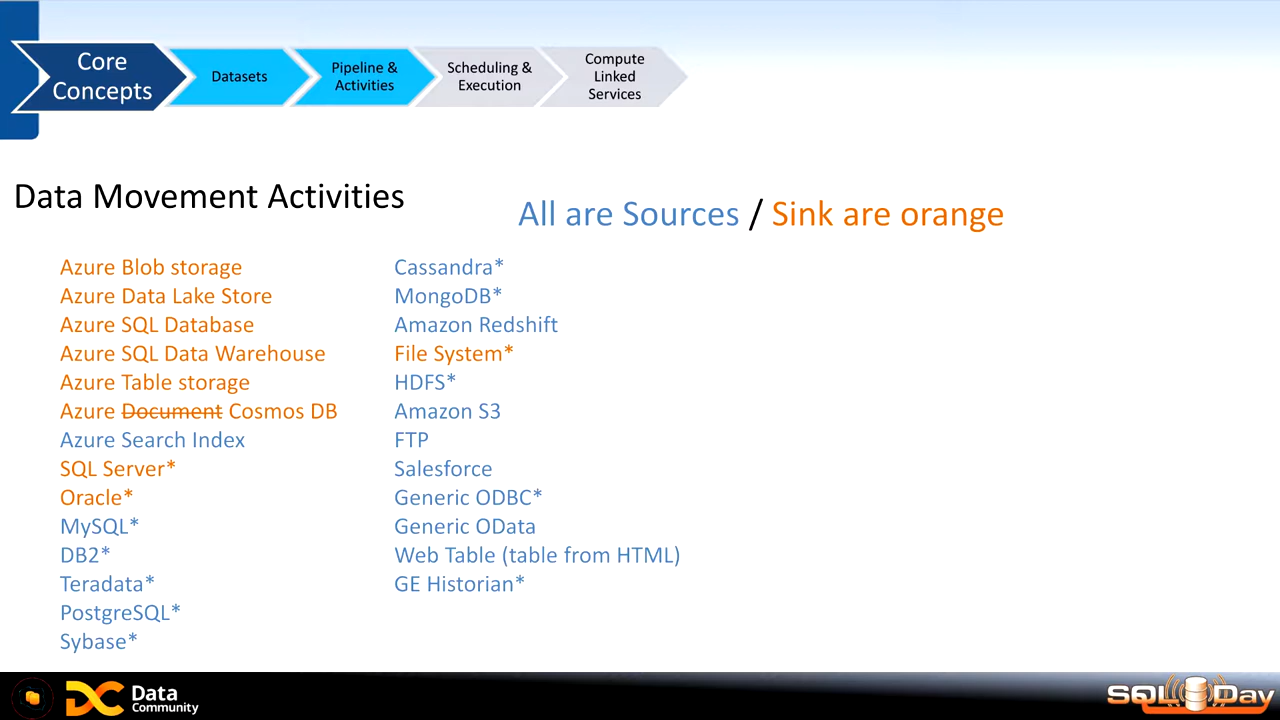 Core
Concepts
Datasets
Pipeline &
Activities
Scheduling &
Execution
Compute
Linked
Services
Data Movement Activities
All are Sources / Sink are orange
Azure Blob storage
Azure Data Lake Store
Azure SQL Database
Azure SQL Data Warehouse
Azure Table storage
Azure Document Cosmos DB
Azure Search Index
SQL Server*
Oracle*
MySQL*
DB2*
Teradata*
PostgreSQL*
Sybase*
Cassandra*
MongoDB*
Amazon Redshift
File System*
HDFS*
Amazon S3
FTP
Salesforce
Generic ODBC*
Generic OData
Web Table (table from HTML)
GE Historian*
DC Data
Community
SQL Day